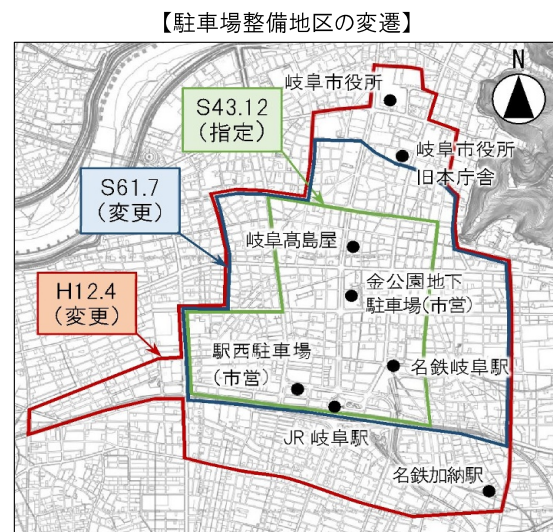 【駐車場整備地区の変遷】
N
岐阜市役所
S43.12
(指定)
岐阜市役所
旧本庁舎
S61.7
(変更)
岐阜髙島屋
金公園地下
駐車場(市営)
H12.4
(変更)
駅西駐車場
(市営)
名鉄岐阜駅
JR 岐阜駅
名鉄加納駅